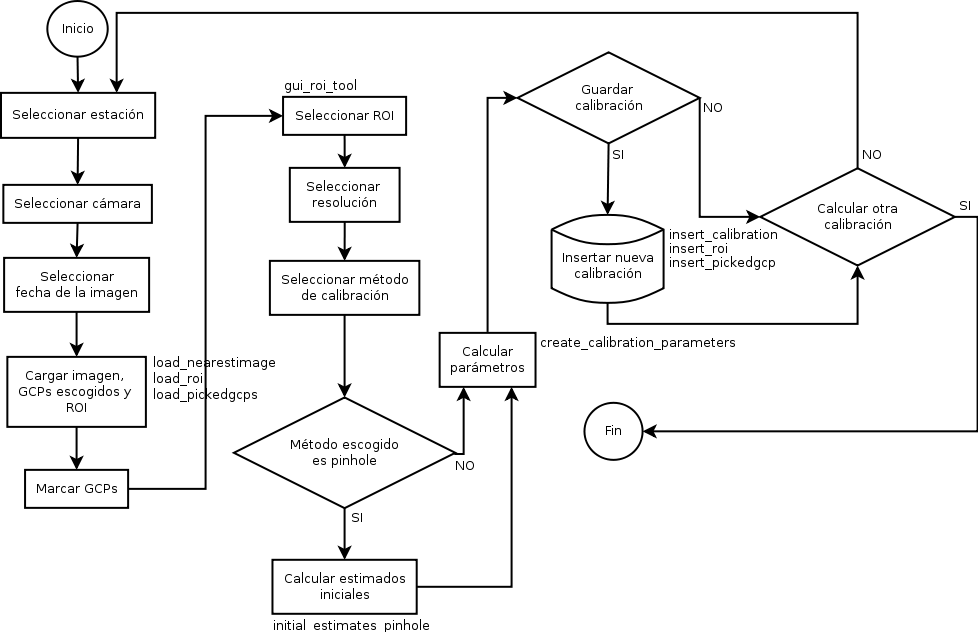 Inicio
Seleccionar estación
Seleccionar cámara
Seleccionar
fecha de la imagen
Cargar imagen,
GCPs escogidos y
ROI
load_nearestimage
load_roi
load_pickedgcps
Marcar GCPs
gui_roi_tool
Seleccionar ROI
Seleccionar
resolución
Seleccionar método
de calibración
Método escogido
es pinhole
NO
SI
Calcular estimados
iniciales
initial_estimates_pinhole
Calcular
parámetros
create_calibration_parameters
Guardar
calibración
NO
SI
Insertar nueva
calibración
insert_calibration
insert_roi
insert_pickedgcp
Calcular otra
calibración
NO
SI
Fin